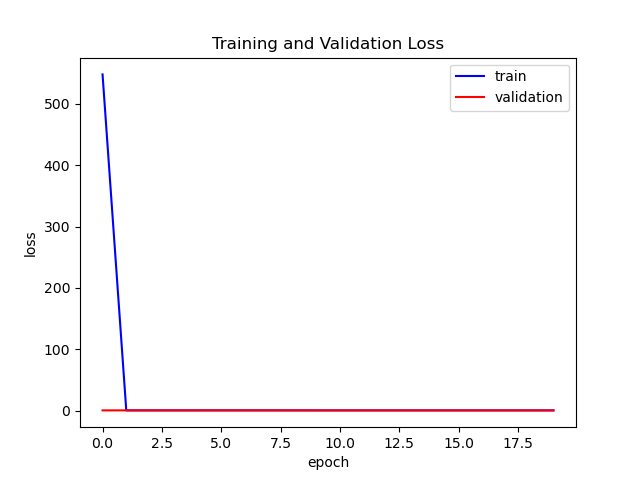 Training and Validation Loss
train
validation
500
400
300
200
100
0
loss
0.0 2.5 5.0 7.5 10.0 12.5 15.0 17.5
epoch